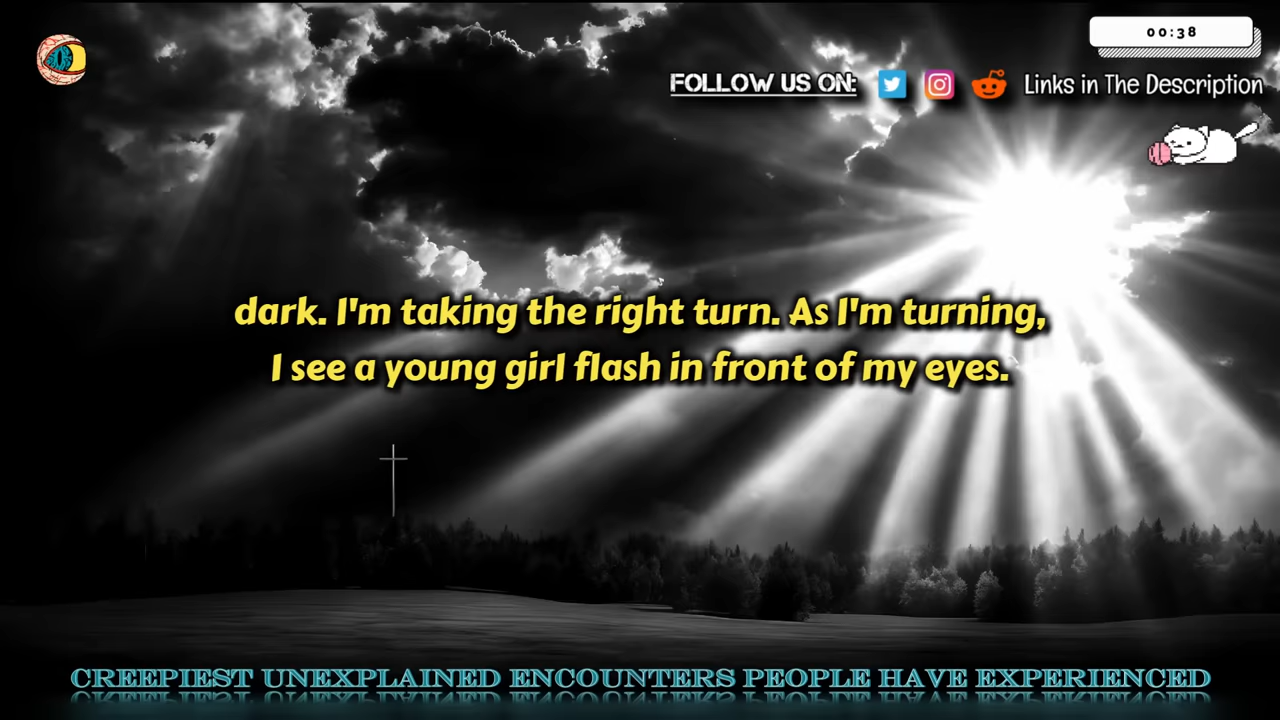 00:38
FOLLOW US ON: Links in The Description
dark. I'm taking the right turn. As I'm turning,
I see a young girl flash in front of my eyes.
CREEPIEST UNEXPLAINED ENCOUNTERS PEOPLE HAVE EXPERIENCED